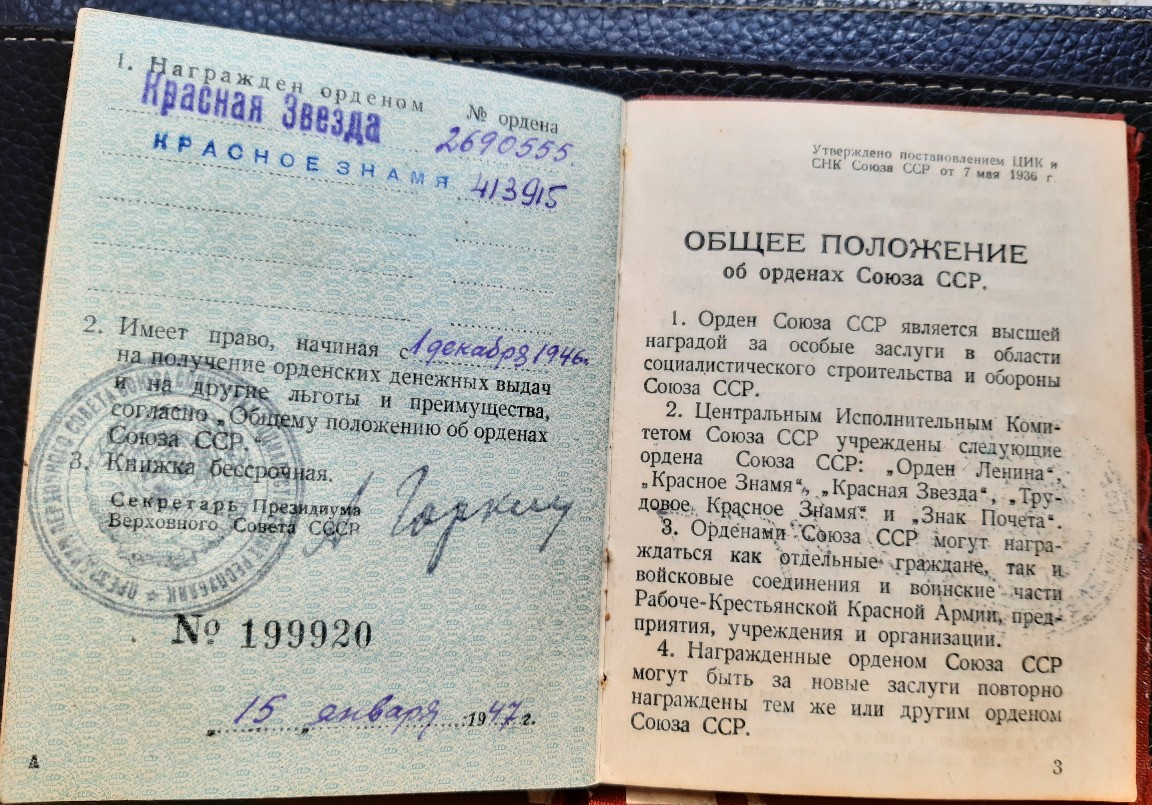 1. Награжден орденом № ордена
Красная Звезда 2690555.
КРАСНОЕ ЗНАМЯ 413915
2. Имеет право, начиная с 1 декабря 1946г.
на получение орденских денежных выдач
и на другие льготы и преимущества,
согласно „Общему положению об орденах
Союза ССР.“
3. Книжка бессрочная.
Секретарь Президиума
Верховного Совета СССР
А Горкин
№ 199920
„15„ января 1947 г.
А
Утверждено постановлением ЦИК и
СНК Союза ССР от 7 мая 1936 г.
ОБЩЕЕ ПОЛОЖЕНИЕ
об орденах Союза ССР.
1. Орден Союза ССР является высшей
наградой за особые заслуги в области
социалистического строительства и обороны
Союза ССР.
2. Центральным Исполнительным Коми-
тетом Союза ССР учреждены следующие
ордена Союза ССР: „Орден Ленина“,
„Красное Знамя“, „Красная Звезда“, „Тру-
довое Красное Знамя“ и „Знак Почета“.
3. Орденами Союза ССР могут награ-
ждаться как отдельные граждане, так и
войсковые соединения и воинские части
Рабоче-Крестьянской Красной Армии, пред-
приятия, учреждения и организации.
4. Награжденные орденом Союза ССР
могут быть за новые заслуги повторно
награждены тем же или другим орденом
Союза ССР.
3